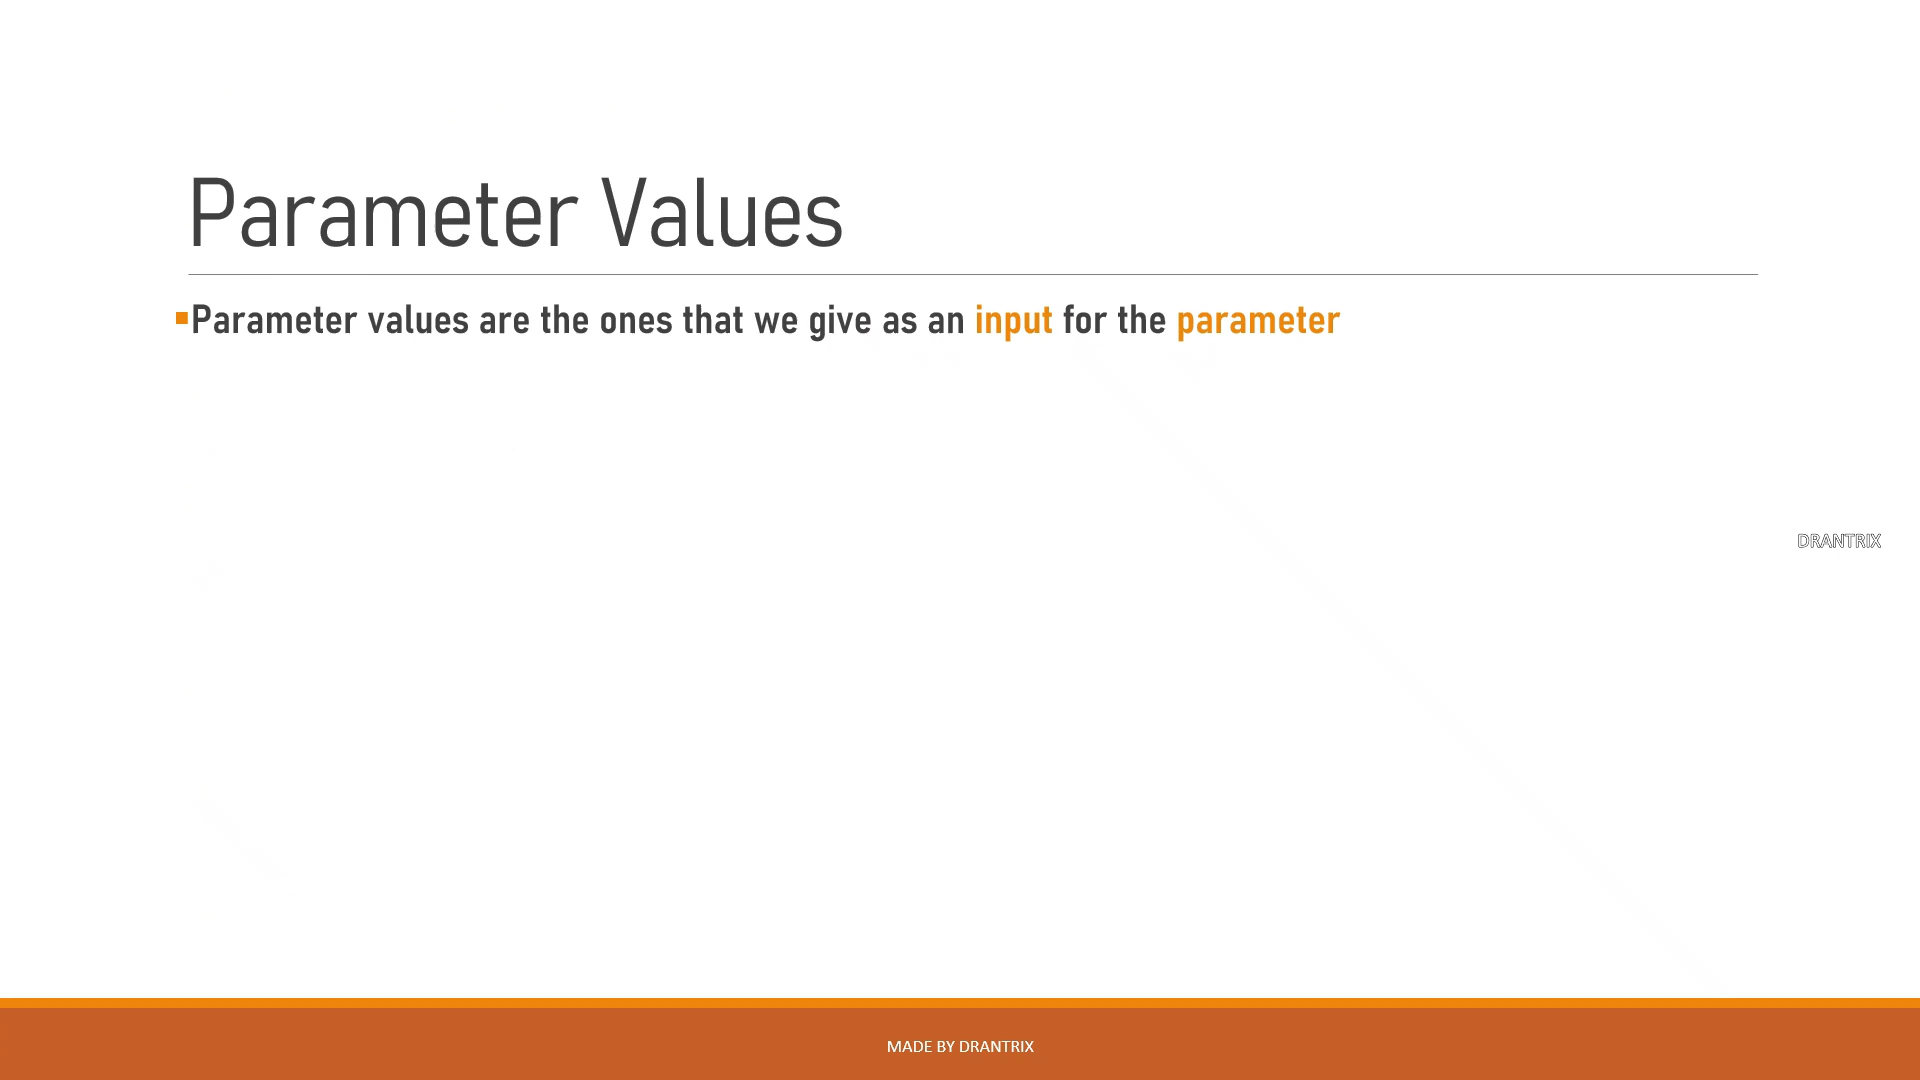 Parameter Values
Parameter values are the ones that we give as an input for the parameter
DRANTRIX
MADE BY DRANTRIX